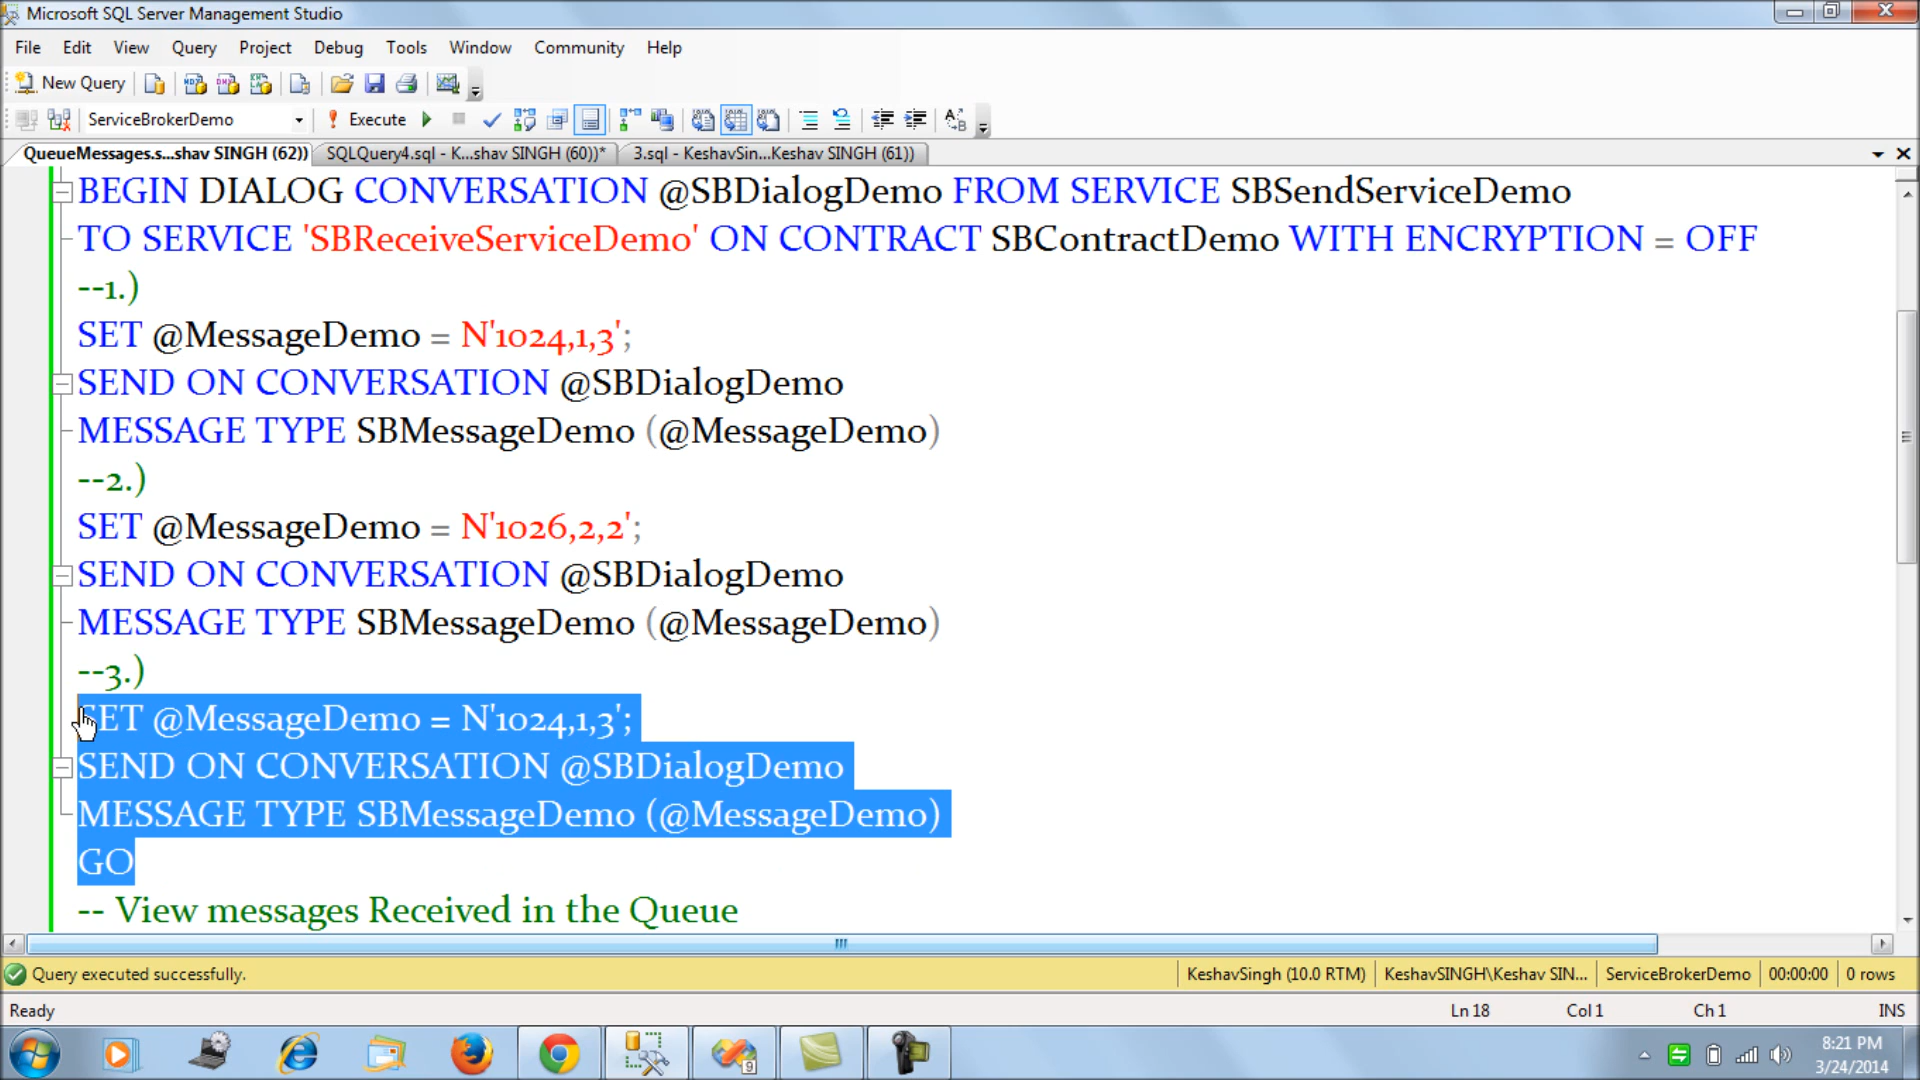 Microsoft SQL Server Management Studio
File Edit View Query Project Debug Tools Window Community Help
New Query
ServiceBrokerDemo Execute
QueueMessages.s...shav SINGH (62)) SQLQuery4.sql - K...shav SINGH (60))* 3.sql - KeshavSin...Keshav SINGH (61))
BEGIN DIALOG CONVERSATION @SBDialogDemo FROM SERVICE SBSendServiceDemo
TO SERVICE 'SBReceiveServiceDemo' ON CONTRACT SBContractDemo WITH ENCRYPTION = OFF
--1.)
SET @MessageDemo = N'1024,1,3';
SEND ON CONVERSATION @SBDialogDemo
MESSAGE TYPE SBMessageDemo (@MessageDemo)
--2.)
SET @MessageDemo = N'1026,2,2';
SEND ON CONVERSATION @SBDialogDemo
MESSAGE TYPE SBMessageDemo (@MessageDemo)
--3.)
SET @MessageDemo = N'1024,1,3';
SEND ON CONVERSATION @SBDialogDemo
MESSAGE TYPE SBMessageDemo (@MessageDemo)
GO
-- View messages Received in the Queue
Query executed successfully. KeshavSingh (10.0 RTM) KeshavSINGH\Keshav SIN... ServiceBrokerDemo 00:00:00 0 rows
Ready Ln 18 Col 1 Ch 1 INS
9
8:21 PM
3/24/2014